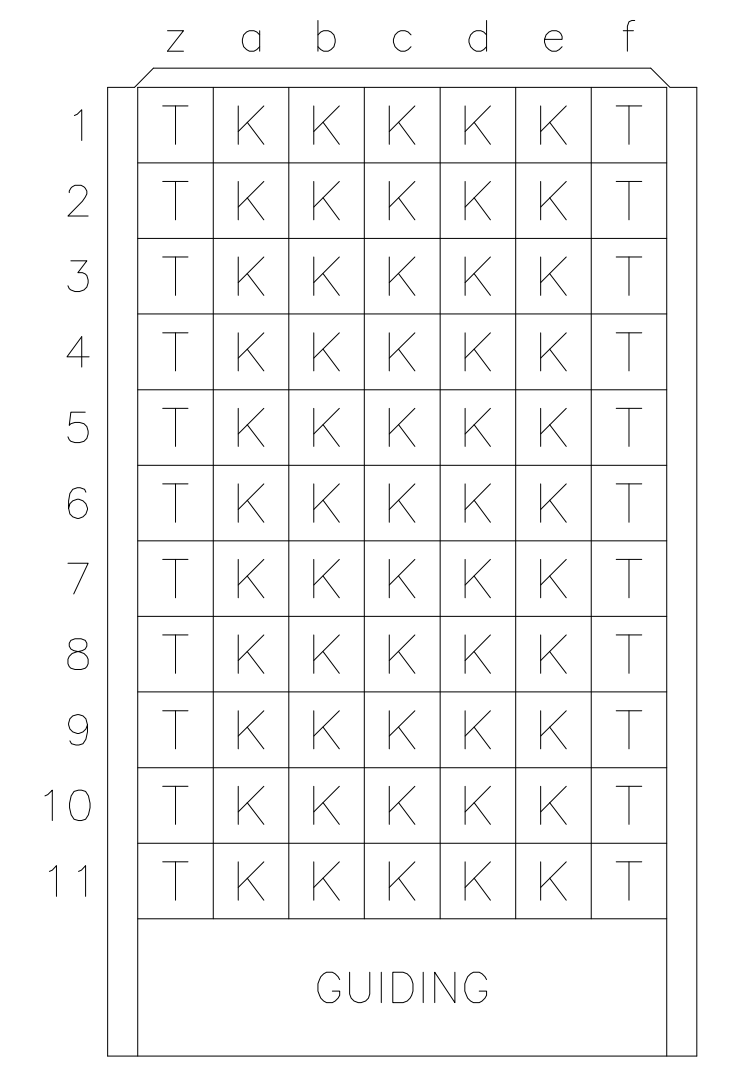 z a b c d e f
1 T K K K K K T
2 T K K K K K T
3 T K K K K K T
4 T K K K K K T
5 T K K K K K T
6 T K K K K K T
7 T K K K K K T
8 T K K K K K T
9 T K K K K K T
10 T K K K K K T
11 T K K K K K T
GUIDING